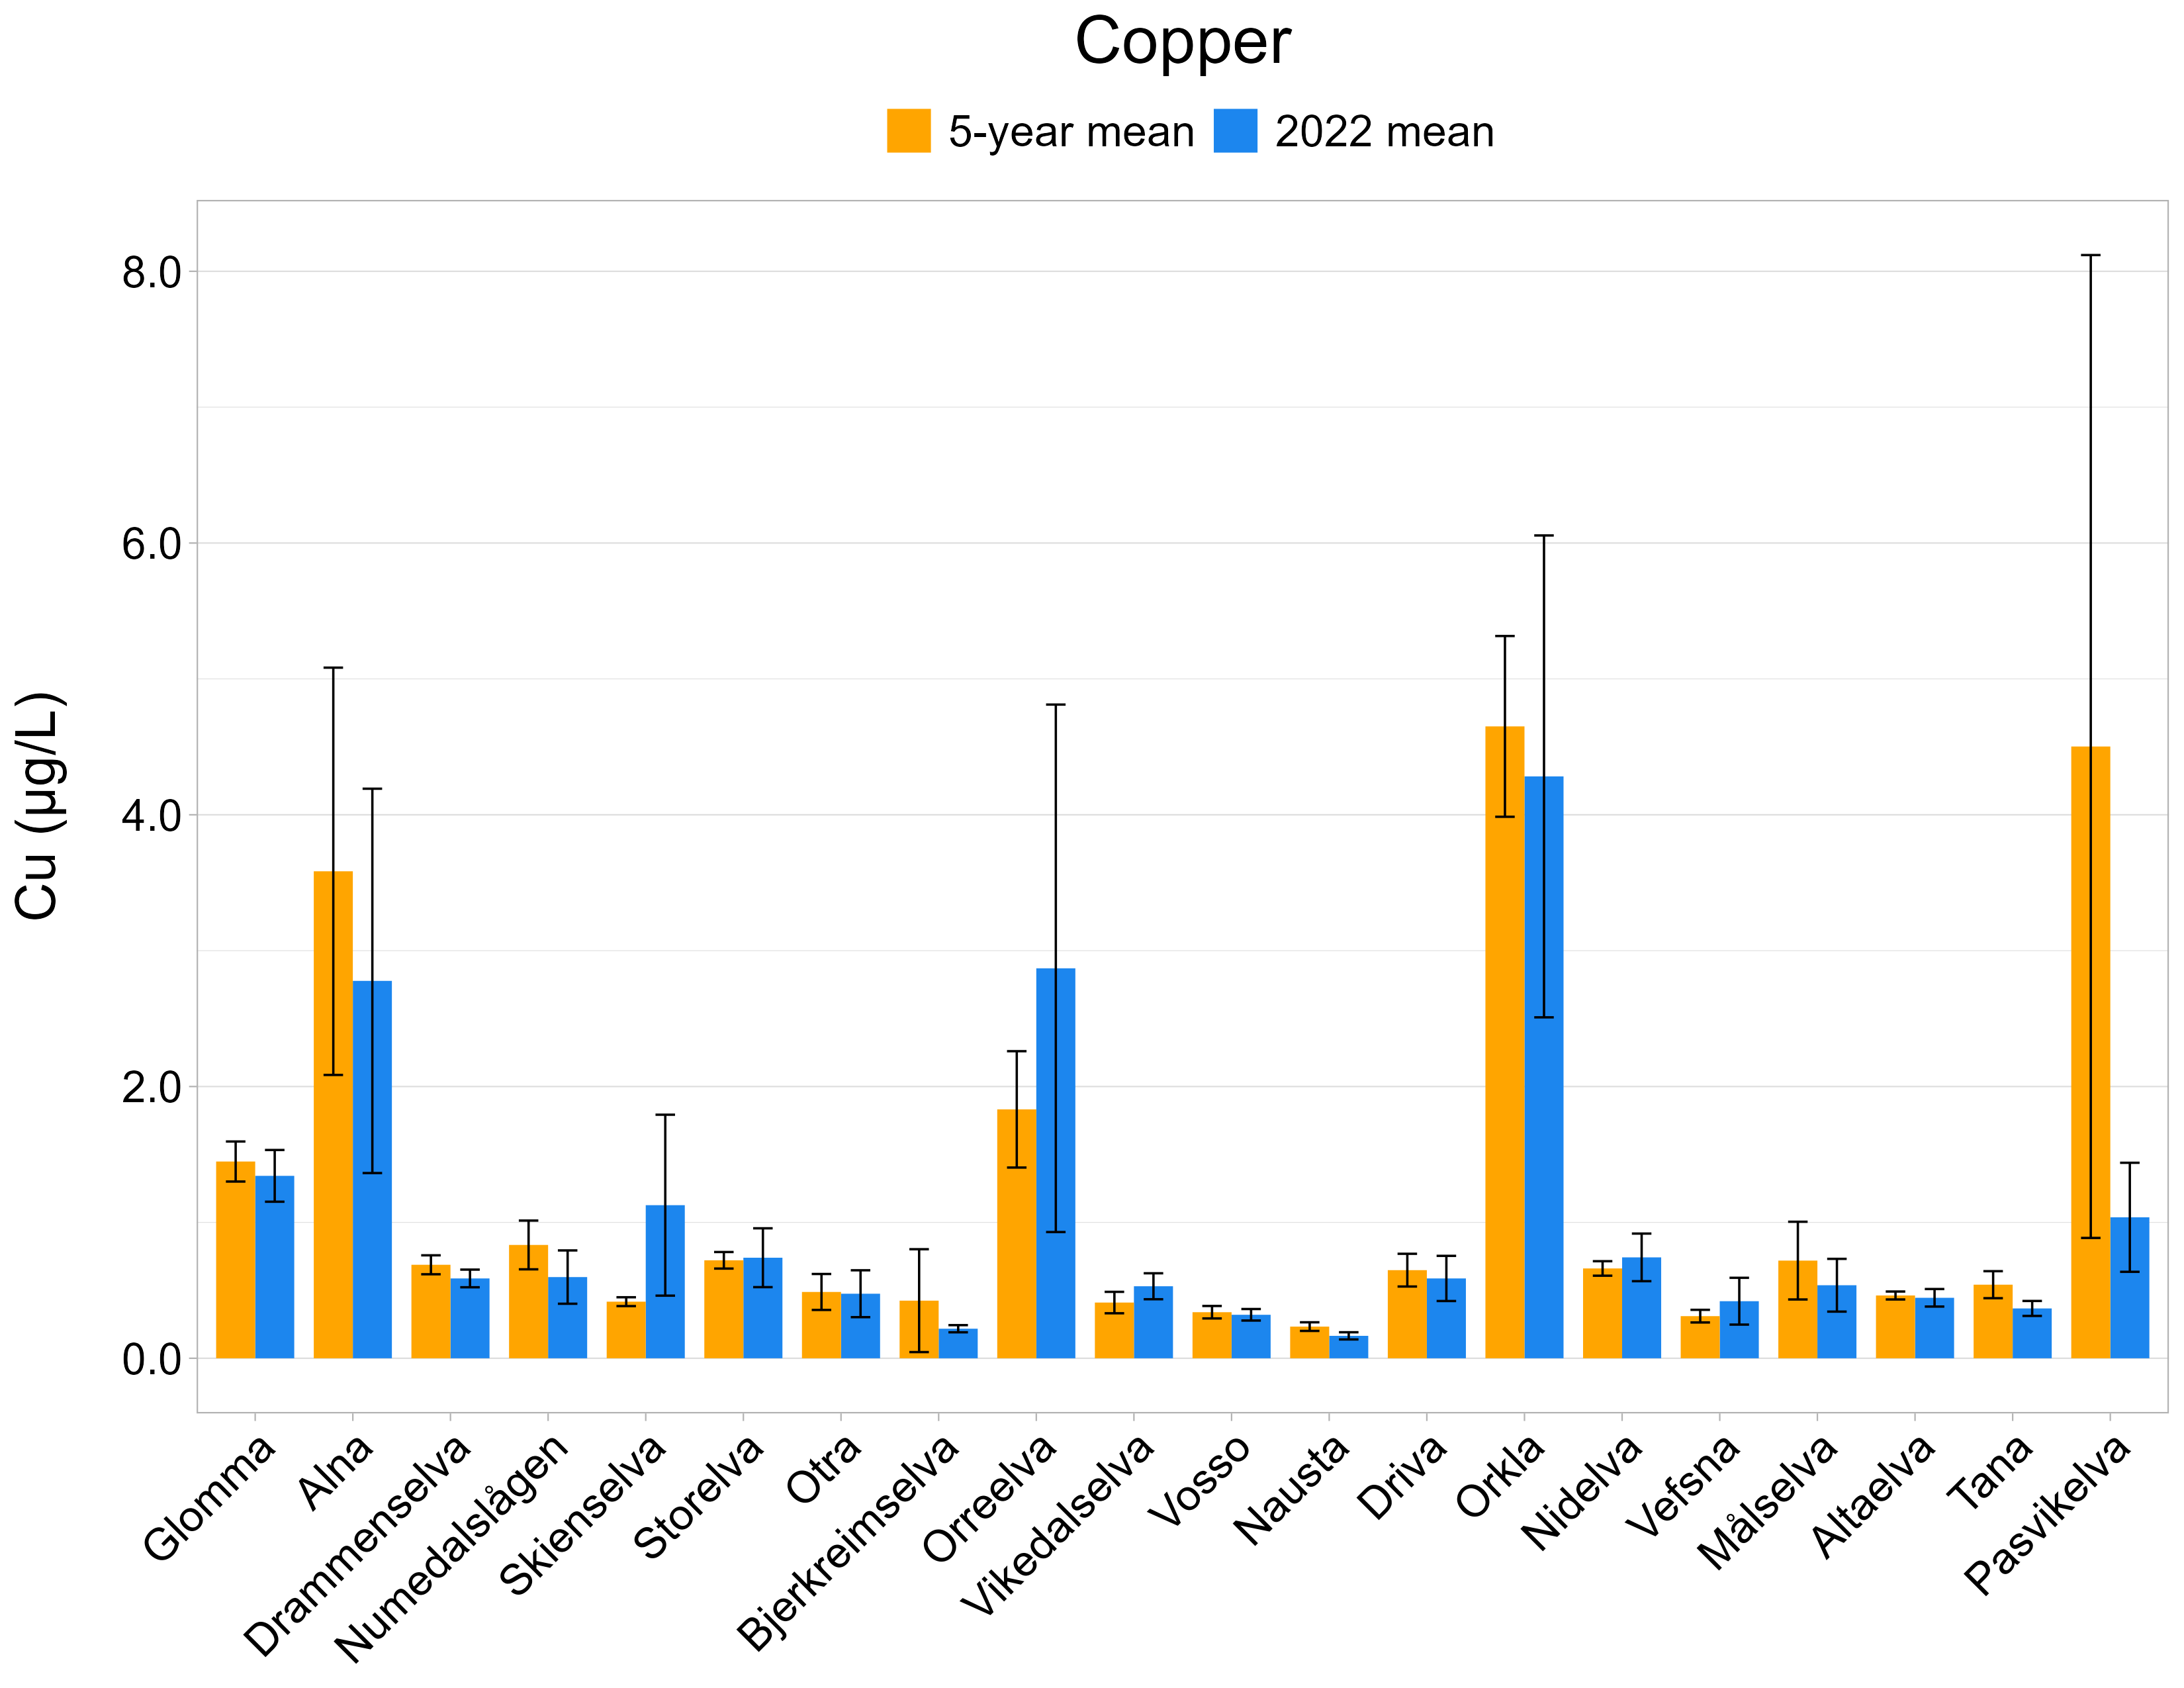 Copper
5-year mean 2022 mean
Cu (µg/L)
8.0
6.0
4.0
2.0
0.0
Glomma
Alna
Drammenselva
Numedalslågen
Skienselva
Storelva
Otra
Bjerkreimselva
Orreelva
Vikedalselva
Vosso
Nausta
Driva
Orkla
Nidelva
Vefsna
Målselva
Altaelva
Tana
Pasvikelva